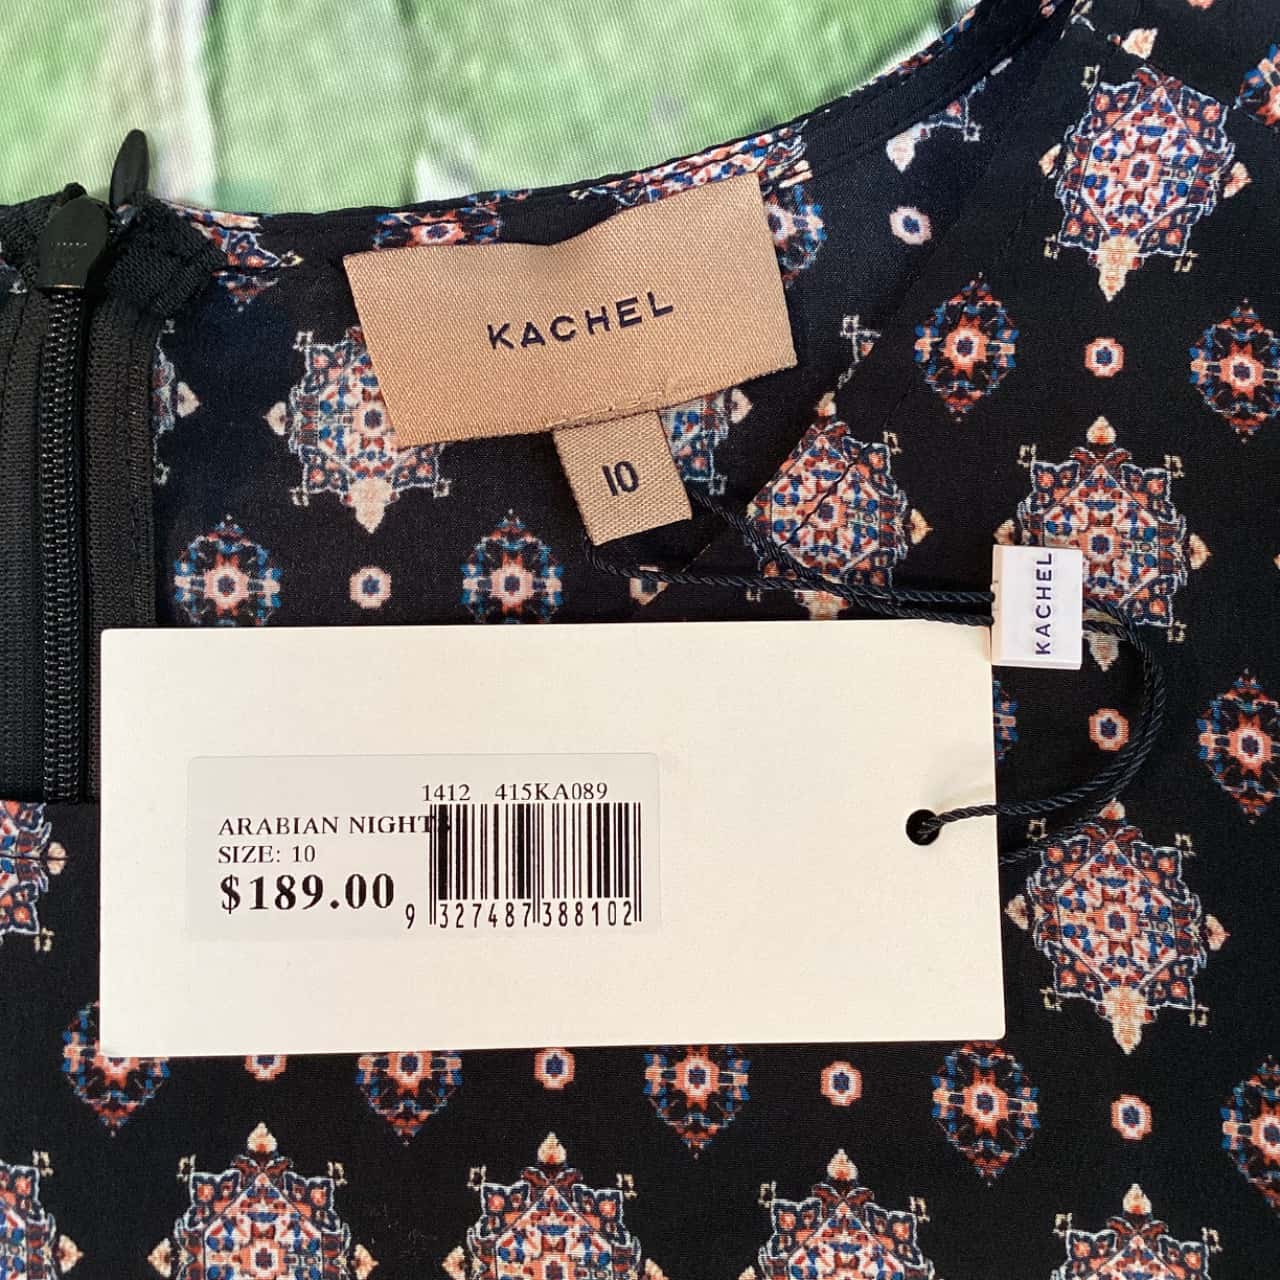 KACHEL
10
KACHEL
1412 415KA089
ARABIAN NIGHTS
SIZE: 10
$189.00
9 327487 388102